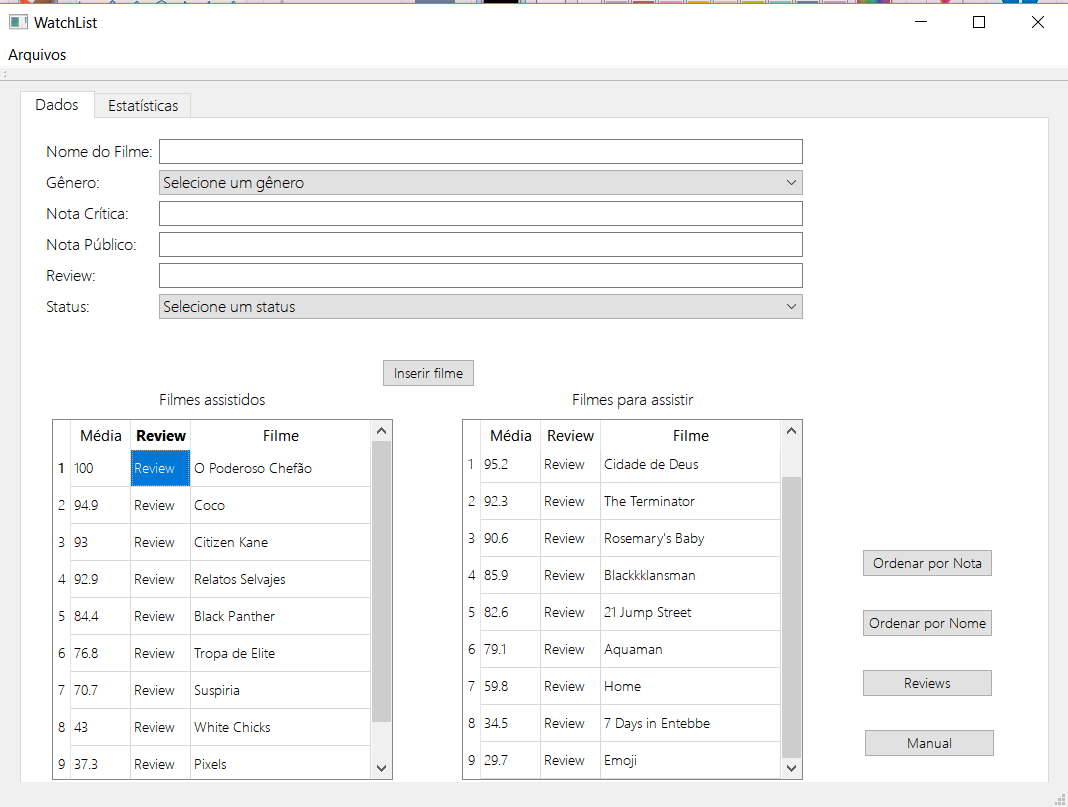 WatchList
Arquivos
Dados Estatísticas
Nome do Filme:
Gênero: Selecione um gênero
Nota Crítica:
Nota Público:
Review:
Status: Selecione um status
Inserir filme
Filmes assistidos
Média Review Filme
1 100 Review O Poderoso Chefão
2 94.9 Review Coco
3 93 Review Citizen Kane
4 92.9 Review Relatos Selvajes
5 84.4 Review Black Panther
6 76.8 Review Tropa de Elite
7 70.7 Review Suspiria
8 43 Review White Chicks
9 37.3 Review Pixels
Filmes para assistir
Média Review Filme
1 95.2 Review Cidade de Deus
2 92.3 Review The Terminator
3 90.6 Review Rosemary's Baby
4 85.9 Review Blackkklansman
5 82.6 Review 21 Jump Street
6 79.1 Review Aquaman
7 59.8 Review Home
8 34.5 Review 7 Days in Entebbe
9 29.7 Review Emoji
Ordenar por Nota
Ordenar por Nome
Reviews
Manual